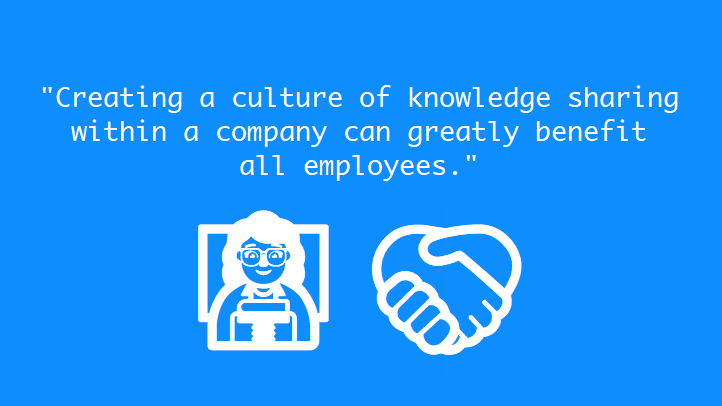 "Creating a culture of knowledge sharing
within a company can greatly benefit
all employees."